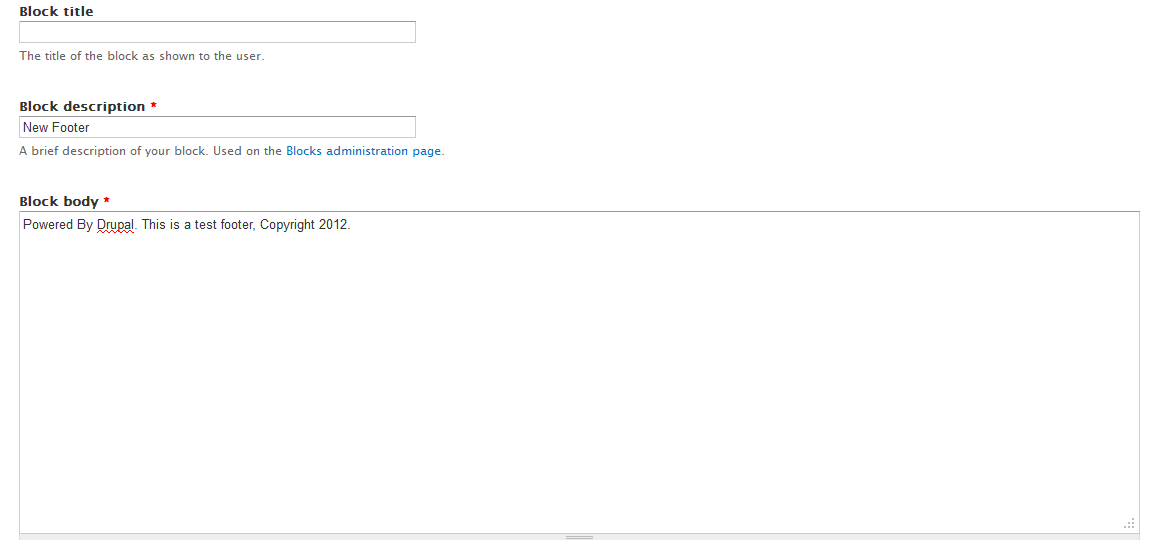 Block title
The title of the block as shown to the user.
Block description *
New Footer
A brief description of your block. Used on the Blocks administration page.
Block body *
Powered By Drupal. This is a test footer, Copyright 2012.